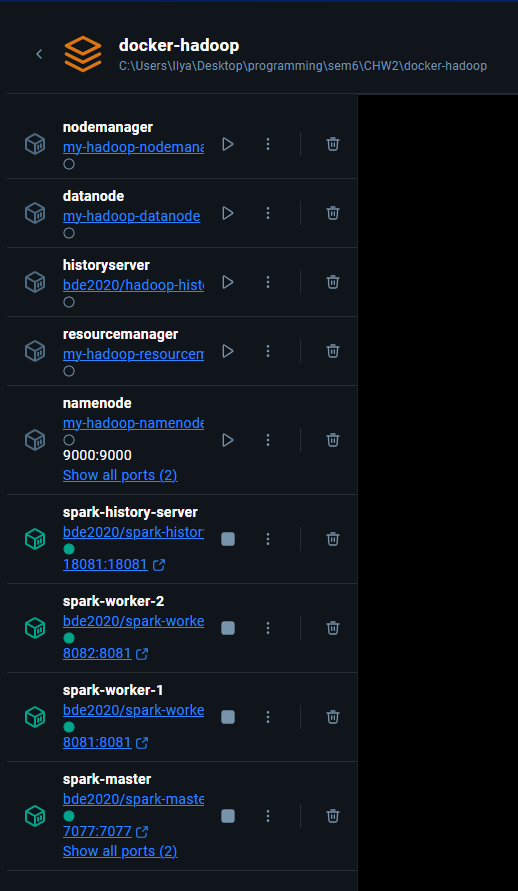 docker-hadoop
C:\Users\Ilya\Desktop\programming\sem6\CHW2\docker-hadoop
nodemanager
my-hadoop-nodemana
datanode
my-hadoop-datanode
historyserver
bde2020/hadoop-histo
resourcemanager
my-hadoop-resourcem
namenode
my-hadoop-namenode
9000:9000
Show all ports (2)
spark-history-server
bde2020/spark-histor
18081:18081
spark-worker-2
bde2020/spark-worke
8082:8081
spark-worker-1
bde2020/spark-worke
8081:8081
spark-master
bde2020/spark-maste
7077:7077
Show all ports (2)